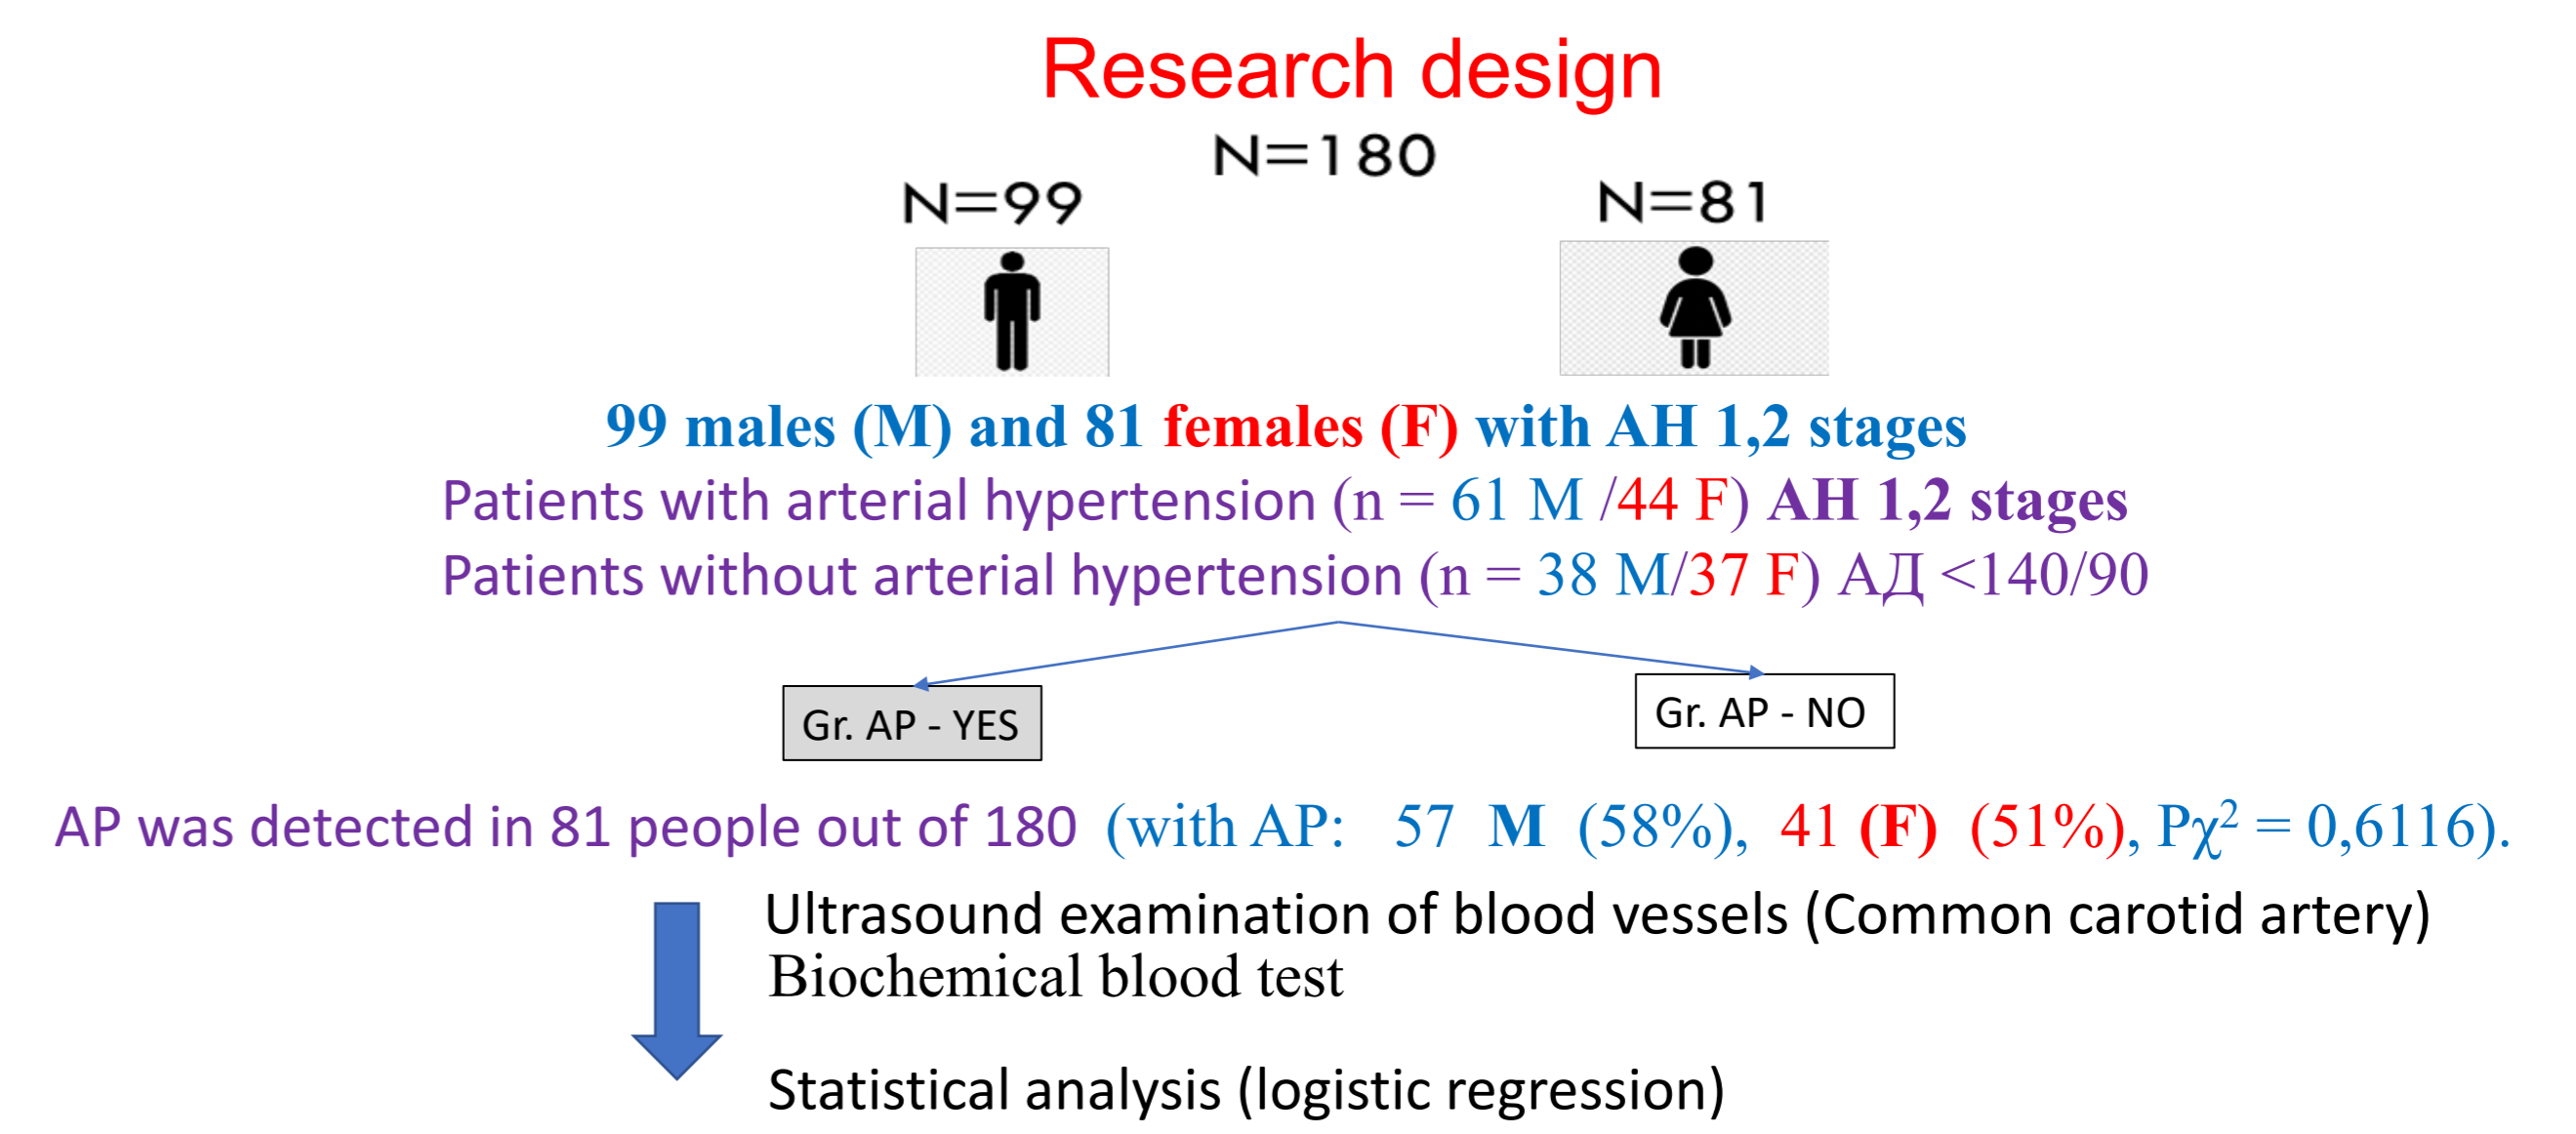 Research design
N=180
N=99
N=81
99 males (M) and 81 females (F) with AH 1,2 stages
Patients with arterial hypertension (n = 61 M /44 F) AH 1,2 stages
Patients without arterial hypertension (n = 38 M/37 F) АД <140/90
Gr. AP - YES
Gr. AP - NO
AP was detected in 81 people out of 180 (with AP: 57 M (58%), 41 (F) (51%), Pχ² = 0,6116).
Ultrasound examination of blood vessels (Common carotid artery)
Biochemical blood test
Statistical analysis (logistic regression)